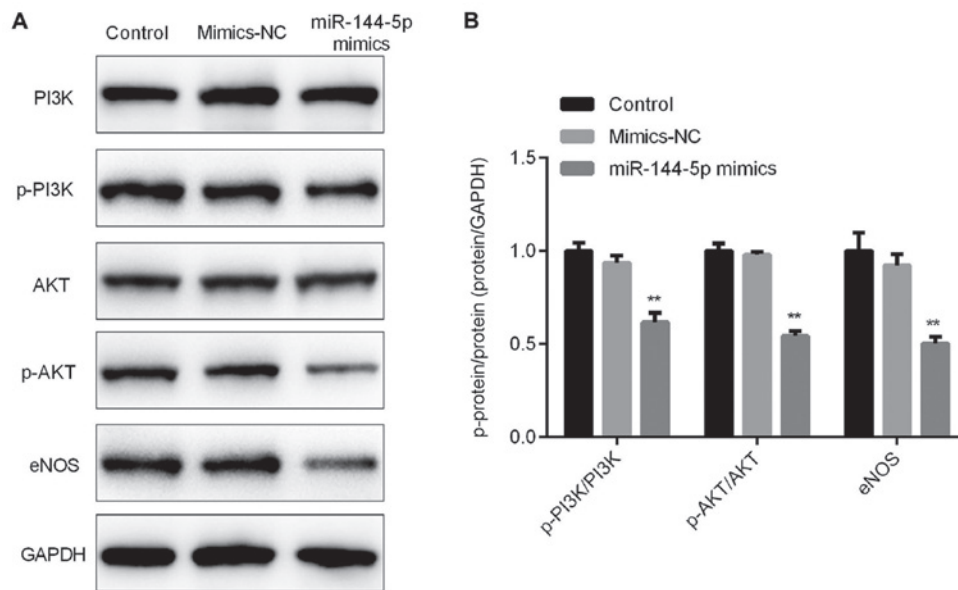 A
Control Mimics-NC miR-144-5p mimics
PI3K
p-PI3K
AKT
p-AKT
eNOS
GAPDH
B
Control
Mimics-NC
miR-144-5p mimics
p-protein/protein (protein/GAPDH)
1.5
1.0
0.5
0.0
**
**
**
p-PI3K/PI3K
p-AKT/AKT
eNOS